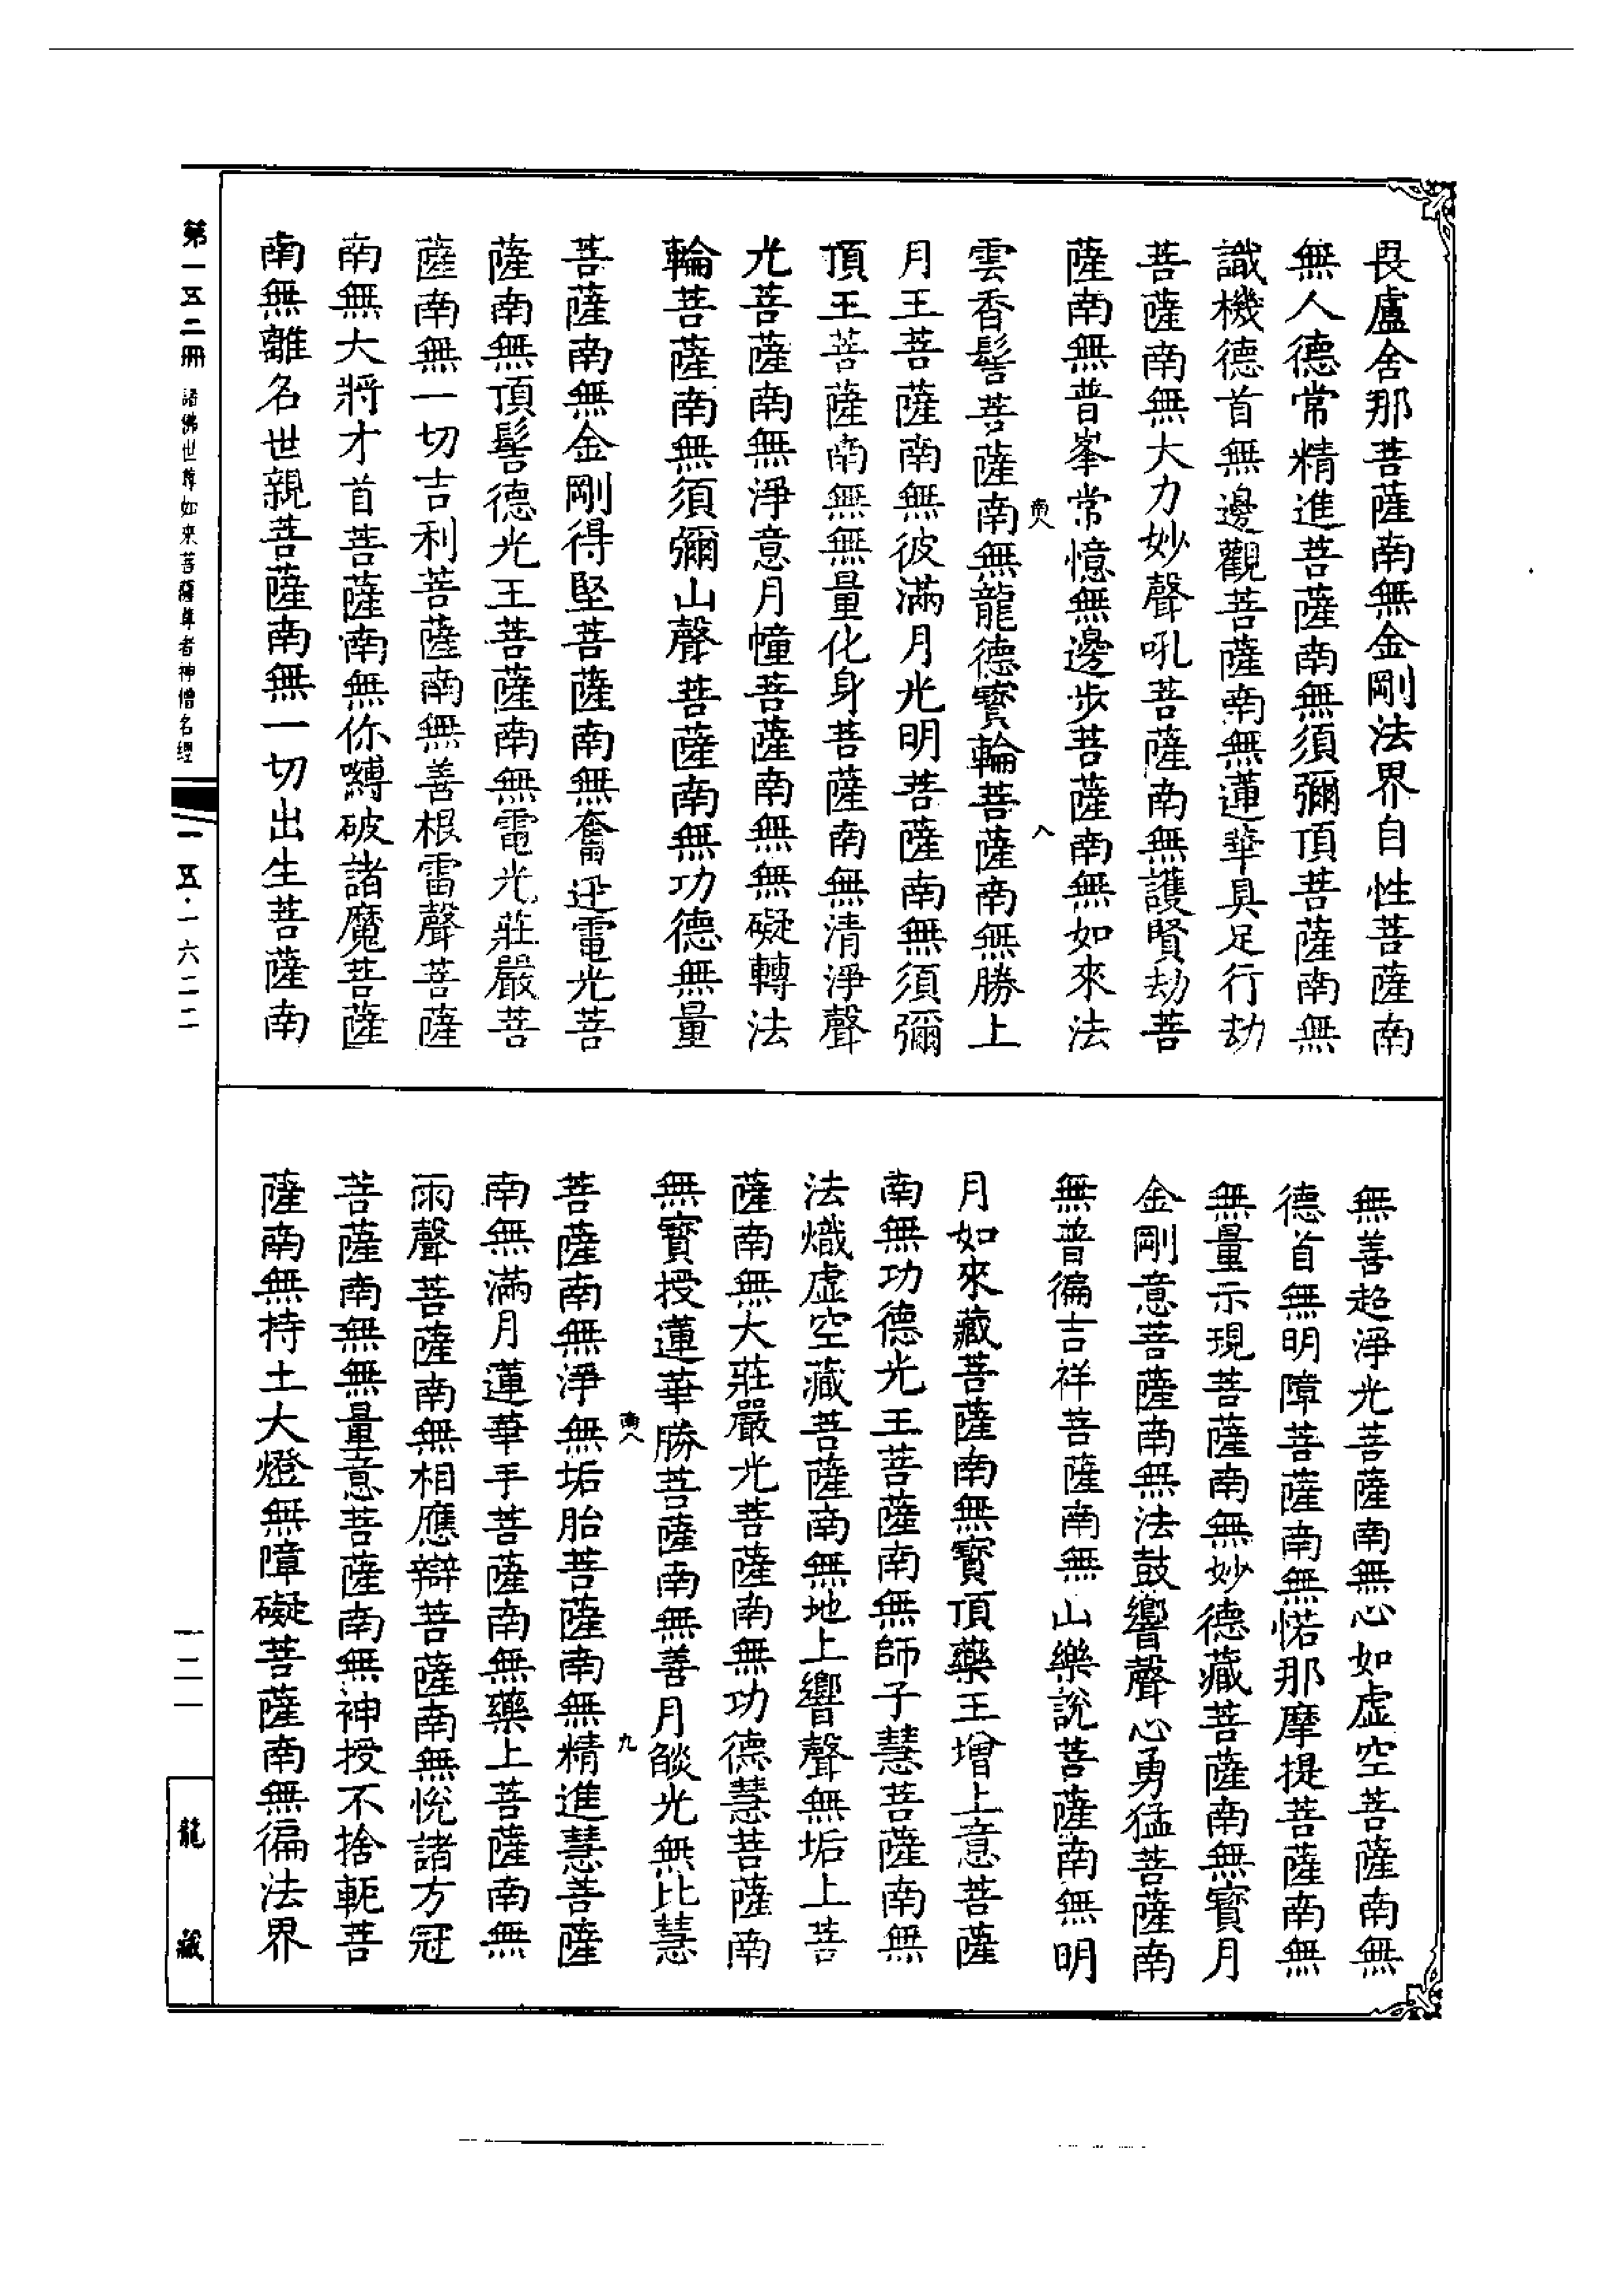 畏盧舍那菩薩南無金剛法界自性菩薩南
無人德常精進菩薩南無須彌頂菩薩南無
識機德首無邊觀菩薩南無蓮華具足行劫
菩薩南無大力妙聲吼菩薩南無護賢劫菩
薩南無普峯常憶無邊步菩薩南無如來法
南八
八
雲香髻菩薩南無龍德寶輪菩薩南無勝上
月王菩薩南無彼滿月光明菩薩南無須彌
頂王菩薩南無無量化身菩薩南無清淨聲
光菩薩南無淨意月幢菩薩南無無礙轉法
輪菩薩南無須彌山聲菩薩南無功德無量
菩薩南無金剛得堅菩薩南無奮迅電光菩
薩南無頂髻德光王菩薩南無電光莊嚴菩
薩南無一切吉利菩薩南無善根雷聲菩薩
南無大將才首菩薩南無你嚩破諸魔菩薩
南無離名世親菩薩南無一切出生菩薩南
無善超淨光菩薩南無心如虛空菩薩南無
德首無明障菩薩南無惹那摩提菩薩南無
無量示現菩薩南無妙德藏菩薩南無寶月
金剛意菩薩南無法鼓響聲心勇猛菩薩南
無普徧吉祥菩薩南無山樂說菩薩南無明
月如來藏菩薩南無寶頂藥王增上意菩薩
南無功德光王菩薩南無師子慧菩薩南無
法熾虛空藏菩薩南無地上響聲無垢上菩
薩南無大莊嚴光菩薩南無功德慧菩薩南
無寶授蓮華勝菩薩南無善月燄光無比慧
南八
九
菩薩南無淨無垢胎菩薩南無精進慧菩薩
南無滿月蓮華手菩薩南無藥上菩薩南無
雨聲菩薩南無相應辯菩薩南無悅諸方冠
菩薩南無無量意菩薩南無神授不捨軛菩
薩南無持土大燈無障礙菩薩南無徧法界
第一五二冊 諸佛世尊如來菩薩尊者神僧名經
一五·一六二二
一二一
龍藏